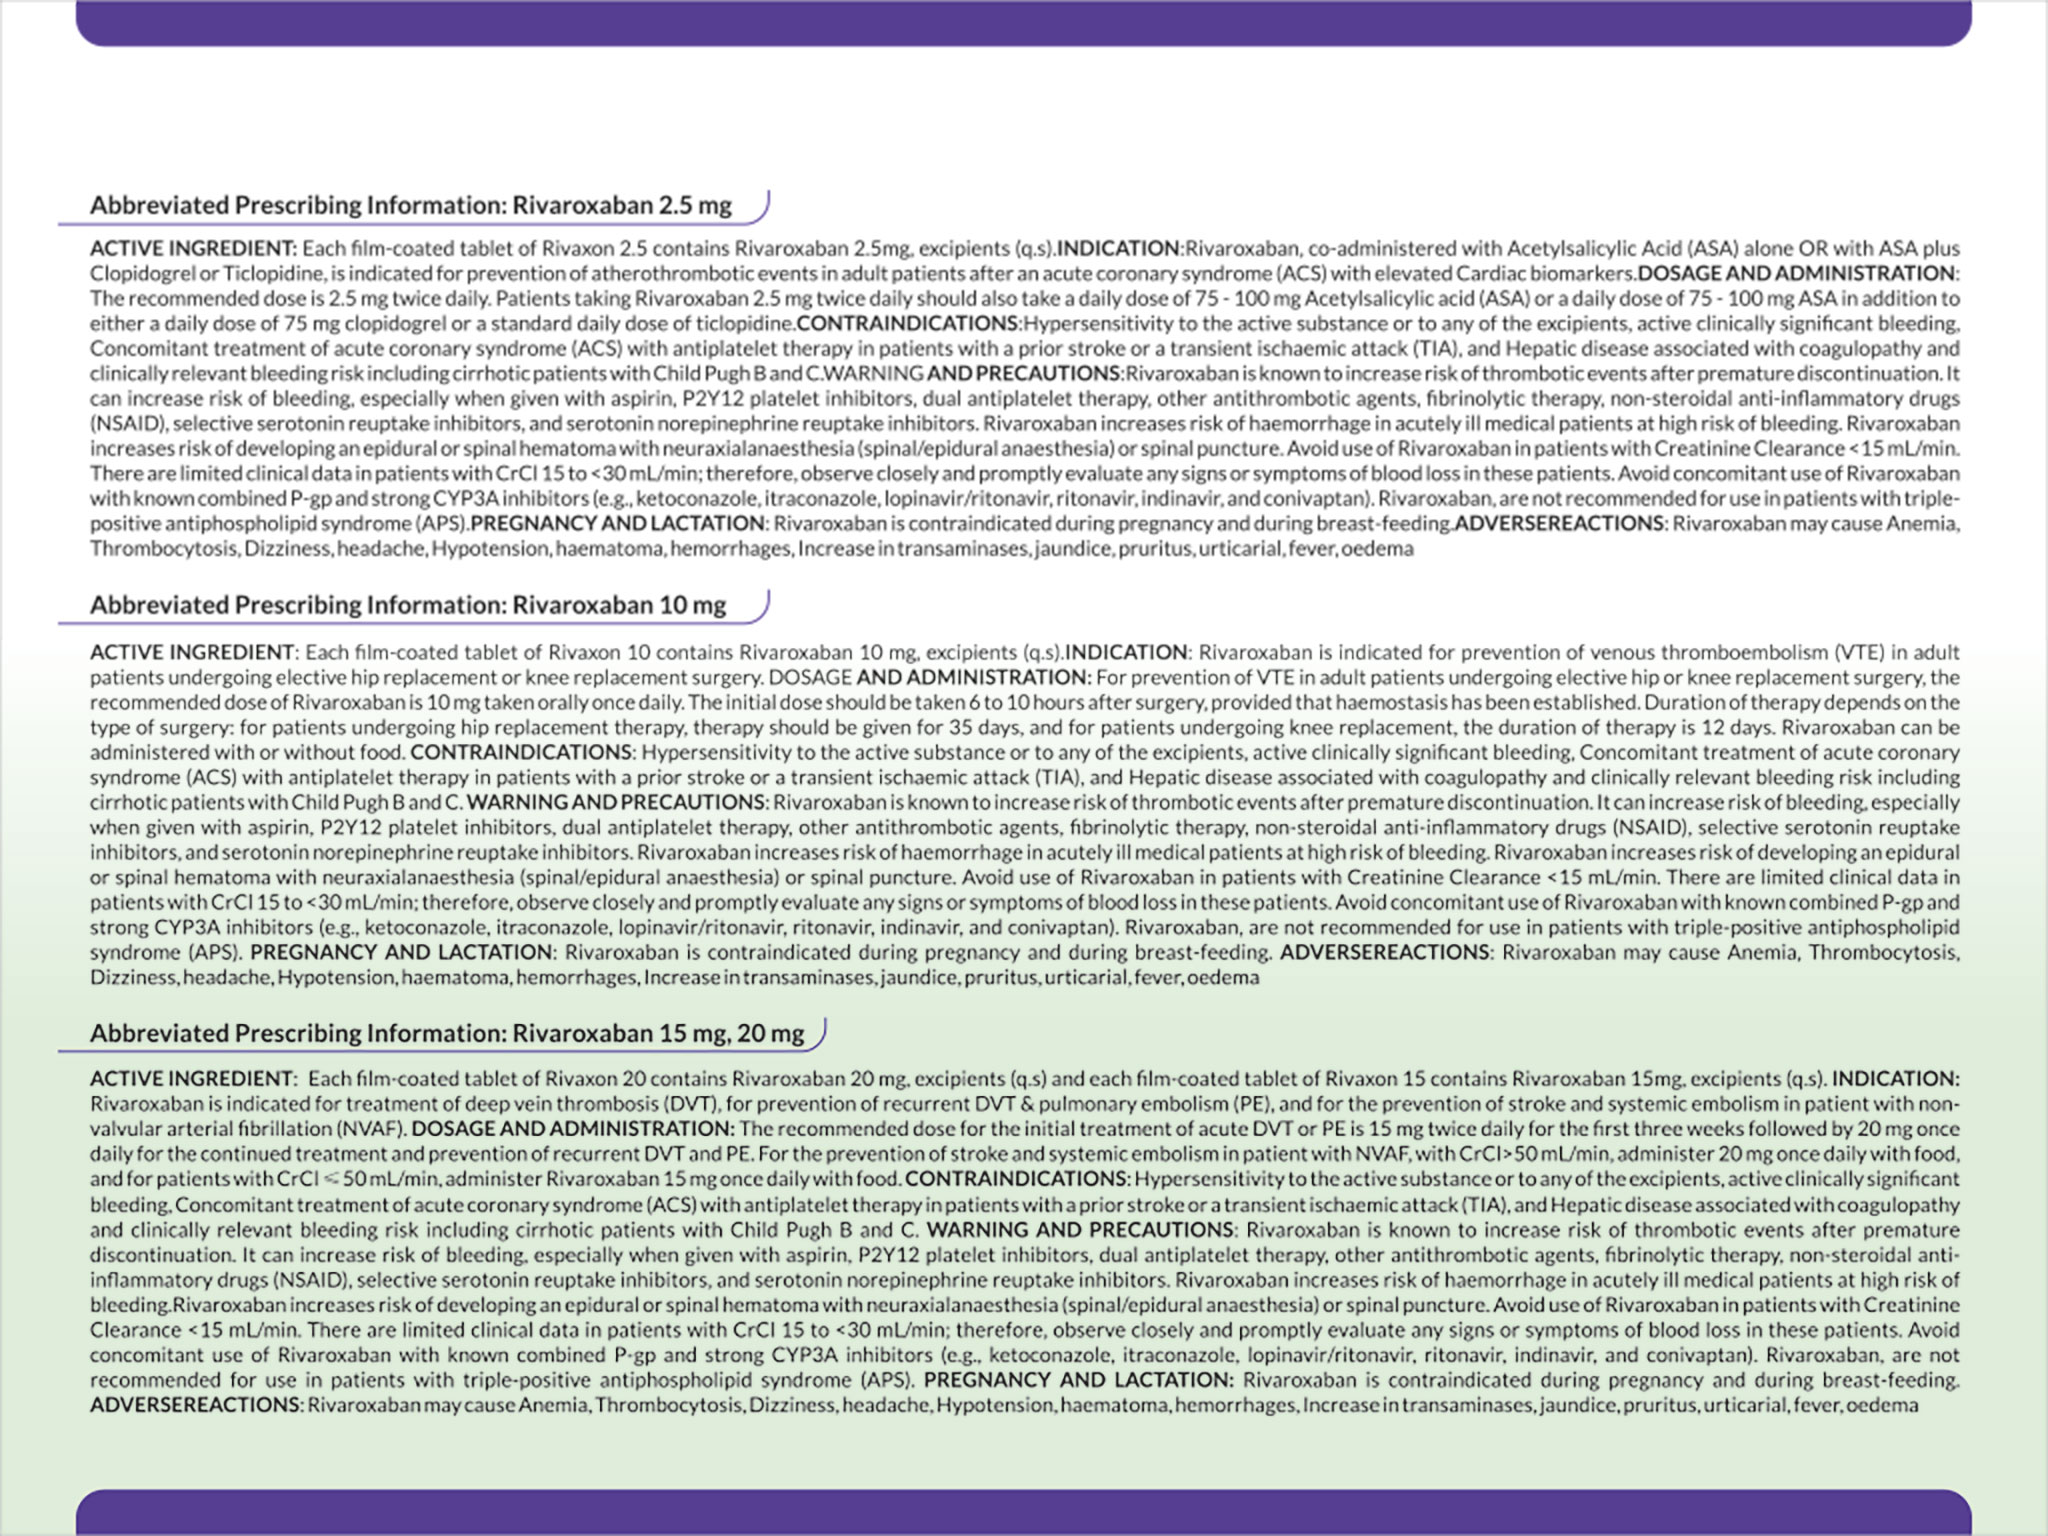 Abbreviated Prescribing Information: Rivaroxaban 2.5 mg
ACTIVE INGREDIENT: Each film-coated tablet of Rivaxon 2.5 contains Rivaroxaban 2.5mg, excipients (q.s).INDICATION:Rivaroxaban, co-administered with Acetylsalicylic Acid (ASA) alone OR with ASA plus
Clopidogrel or Ticlopidine, is indicated for prevention of atherothrombotic events in adult patients after an acute coronary syndrome (ACS) with elevated Cardiac biomarkers.DOSAGE AND ADMINISTRATION:
The recommended dose is 2.5 mg twice daily. Patients taking Rivaroxaban 2.5 mg twice daily should also take a daily dose of 75 - 100 mg Acetylsalicylic acid (ASA) or a daily dose of 75 - 100 mg ASA in addition to
either a daily dose of 75 mg clopidogrel or a standard daily dose of ticlopidine.CONTRAINDICATIONS:Hypersensitivity to the active substance or to any of the excipients, active clinically significant bleeding,
Concomitant treatment of acute coronary syndrome (ACS) with antiplatelet therapy in patients with a prior stroke or a transient ischaemic attack (TIA), and Hepatic disease associated with coagulopathy and
clinically relevant bleeding risk including cirrhotic patients with Child Pugh B and C.WARNING AND PRECAUTIONS:Rivaroxaban is known to increase risk of thrombotic events after premature discontinuation. It
can increase risk of bleeding, especially when given with aspirin, P2Y12 platelet inhibitors, dual antiplatelet therapy, other antithrombotic agents, fibrinolytic therapy, non-steroidal anti-inflammatory drugs
(NSAID), selective serotonin reuptake inhibitors, and serotonin norepinephrine reuptake inhibitors. Rivaroxaban increases risk of haemorrhage in acutely ill medical patients at high risk of bleeding. Rivaroxaban
increases risk of developing an epidural or spinal hematoma with neuraxialanaesthesia (spinal/epidural anaesthesia) or spinal puncture. Avoid use of Rivaroxaban in patients with Creatinine Clearance <15 mL/min.
There are limited clinical data in patients with CrCl 15 to <30 mL/min; therefore, observe closely and promptly evaluate any signs or symptoms of blood loss in these patients. Avoid concomitant use of Rivaroxaban
with known combined P-gp and strong CYP3A inhibitors (e.g., ketoconazole, itraconazole, lopinavir/ritonavir, ritonavir, indinavir, and conivaptan). Rivaroxaban, are not recommended for use in patients with triple-
positive antiphospholipid syndrome (APS).PREGNANCY AND LACTATION: Rivaroxaban is contraindicated during pregnancy and during breast-feeding.ADVERSEREACTIONS: Rivaroxaban may cause Anemia,
Thrombocytosis, Dizziness, headache, Hypotension, haematoma, hemorrhages, Increase in transaminases, jaundice, pruritus, urticarial, fever, oedema
Abbreviated Prescribing Information: Rivaroxaban 10 mg
ACTIVE INGREDIENT: Each film-coated tablet of Rivaxon 10 contains Rivaroxaban 10 mg, excipients (q.s).INDICATION: Rivaroxaban is indicated for prevention of venous thromboembolism (VTE) in adult
patients undergoing elective hip replacement or knee replacement surgery. DOSAGE AND ADMINISTRATION: For prevention of VTE in adult patients undergoing elective hip or knee replacement surgery, the
recommended dose of Rivaroxaban is 10 mg taken orally once daily. The initial dose should be taken 6 to 10 hours after surgery, provided that haemostasis has been established. Duration of therapy depends on the
type of surgery: for patients undergoing hip replacement therapy, therapy should be given for 35 days, and for patients undergoing knee replacement, the duration of therapy is 12 days. Rivaroxaban can be
administered with or without food. CONTRAINDICATIONS: Hypersensitivity to the active substance or to any of the excipients, active clinically significant bleeding, Concomitant treatment of acute coronary
syndrome (ACS) with antiplatelet therapy in patients with a prior stroke or a transient ischaemic attack (TIA), and Hepatic disease associated with coagulopathy and clinically relevant bleeding risk including
cirrhotic patients with Child Pugh B and C. WARNING AND PRECAUTIONS: Rivaroxaban is known to increase risk of thrombotic events after premature discontinuation. It can increase risk of bleeding, especially
when given with aspirin, P2Y12 platelet inhibitors, dual antiplatelet therapy, other antithrombotic agents, fibrinolytic therapy, non-steroidal anti-inflammatory drugs (NSAID), selective serotonin reuptake
inhibitors, and serotonin norepinephrine reuptake inhibitors. Rivaroxaban increases risk of haemorrhage in acutely ill medical patients at high risk of bleeding. Rivaroxaban increases risk of developing an epidural
or spinal hematoma with neuraxialanaesthesia (spinal/epidural anaesthesia) or spinal puncture. Avoid use of Rivaroxaban in patients with Creatinine Clearance <15 mL/min. There are limited clinical data in
patients with CrCl 15 to <30 mL/min; therefore, observe closely and promptly evaluate any signs or symptoms of blood loss in these patients. Avoid concomitant use of Rivaroxaban with known combined P-gp and
strong CYP3A inhibitors (e.g., ketoconazole, itraconazole, lopinavir/ritonavir, ritonavir, indinavir, and conivaptan). Rivaroxaban, are not recommended for use in patients with triple-positive antiphospholipid
syndrome (APS). PREGNANCY AND LACTATION: Rivaroxaban is contraindicated during pregnancy and during breast-feeding. ADVERSEREACTIONS: Rivaroxaban may cause Anemia, Thrombocytosis,
Dizziness, headache, Hypotension, haematoma, hemorrhages, Increase in transaminases, jaundice, pruritus, urticarial, fever, oedema
Abbreviated Prescribing Information: Rivaroxaban 15 mg, 20 mg
ACTIVE INGREDIENT: Each film-coated tablet of Rivaxon 20 contains Rivaroxaban 20 mg, excipients (q.s) and each film-coated tablet of Rivaxon 15 contains Rivaroxaban 15mg, excipients (q.s). INDICATION:
Rivaroxaban is indicated for treatment of deep vein thrombosis (DVT), for prevention of recurrent DVT & pulmonary embolism (PE), and for the prevention of stroke and systemic embolism in patient with non-
valvular arterial fibrillation (NVAF). DOSAGE AND ADMINISTRATION: The recommended dose for the initial treatment of acute DVT or PE is 15 mg twice daily for the first three weeks followed by 20 mg once
daily for the continued treatment and prevention of recurrent DVT and PE. For the prevention of stroke and systemic embolism in patient with NVAF, with CrCl>50 mL/min, administer 20 mg once daily with food,
and for patients with CrCl ≤ 50 mL/min, administer Rivaroxaban 15 mg once daily with food. CONTRAINDICATIONS: Hypersensitivity to the active substance or to any of the excipients, active clinically significant
bleeding, Concomitant treatment of acute coronary syndrome (ACS) with antiplatelet therapy in patients with a prior stroke or a transient ischaemic attack (TIA), and Hepatic disease associated with coagulopathy
and clinically relevant bleeding risk including cirrhotic patients with Child Pugh B and C. WARNING AND PRECAUTIONS: Rivaroxaban is known to increase risk of thrombotic events after premature
discontinuation. It can increase risk of bleeding, especially when given with aspirin, P2Y12 platelet inhibitors, dual antiplatelet therapy, other antithrombotic agents, fibrinolytic therapy, non-steroidal anti-
inflammatory drugs (NSAID), selective serotonin reuptake inhibitors, and serotonin norepinephrine reuptake inhibitors. Rivaroxaban increases risk of haemorrhage in acutely ill medical patients at high risk of
bleeding.Rivaroxaban increases risk of developing an epidural or spinal hematoma with neuraxialanaesthesia (spinal/epidural anaesthesia) or spinal puncture. Avoid use of Rivaroxaban in patients with Creatinine
Clearance <15 mL/min. There are limited clinical data in patients with CrCl 15 to <30 mL/min; therefore, observe closely and promptly evaluate any signs or symptoms of blood loss in these patients. Avoid
concomitant use of Rivaroxaban with known combined P-gp and strong CYP3A inhibitors (e.g., ketoconazole, itraconazole, lopinavir/ritonavir, ritonavir, indinavir, and conivaptan). Rivaroxaban, are not
recommended for use in patients with triple-positive antiphospholipid syndrome (APS). PREGNANCY AND LACTATION: Rivaroxaban is contraindicated during pregnancy and during breast-feeding.
ADVERSEREACTIONS: Rivaroxaban may cause Anemia, Thrombocytosis, Dizziness, headache, Hypotension, haematoma, hemorrhages, Increase in transaminases, jaundice, pruritus, urticarial, fever, oedema